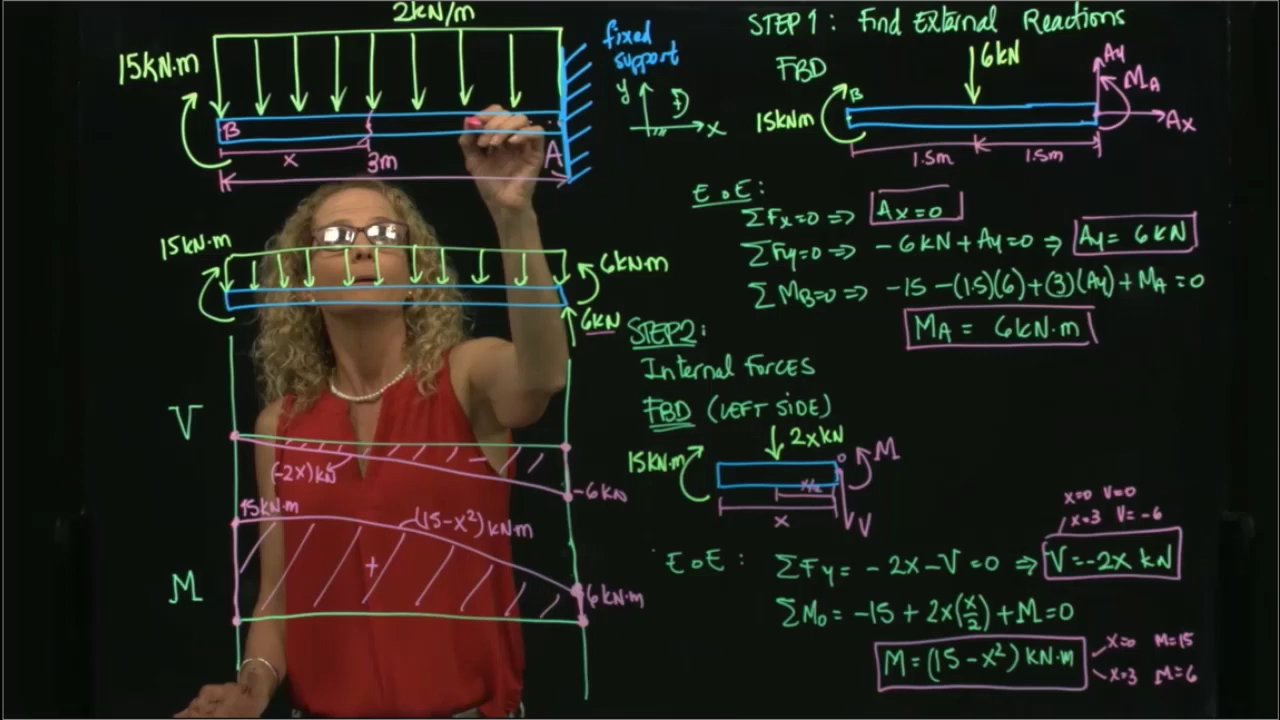 2kN/m
15kN·m
fixed
support
B
x
3m
A
y
x
+
15kN·m
6kN·m
6kN
V
(-2x)kN
-6kN
15kN·m
(15-x²)kN·m
M
+
6kN·m
STEP 1: Find External Reactions
FBD
6kN
Ay
MA
B
15kNm
Ax
1.5m 1.5m
E o E:
ΣFx=0 => Ax=0
ΣFy=0 => -6kN+Ay=0 => Ay= 6kN
ΣMB=0 => -15-(1.5)(6)+(3)(Ay)+MA=0
MA= 6kN·m
STEP2:
Internal Forces
FBD (LEFT SIDE)
2xkN
15kN·m
o
M
x/2
x
V
x=0 V=0
x=3 V=-6
E o E: ΣFy= -2x-V=0 => V=-2x kN
ΣMo= -15+2x(x/2)+M=0
M=(15-x²)kN·m
x=0 M=15
x=3 M=6